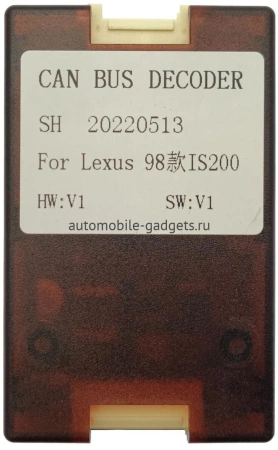 CAN BUS DECODER
SH 20220513
For Lexus 98款IS200
HW:V1 SW:V1
automobile-gadgets.ru